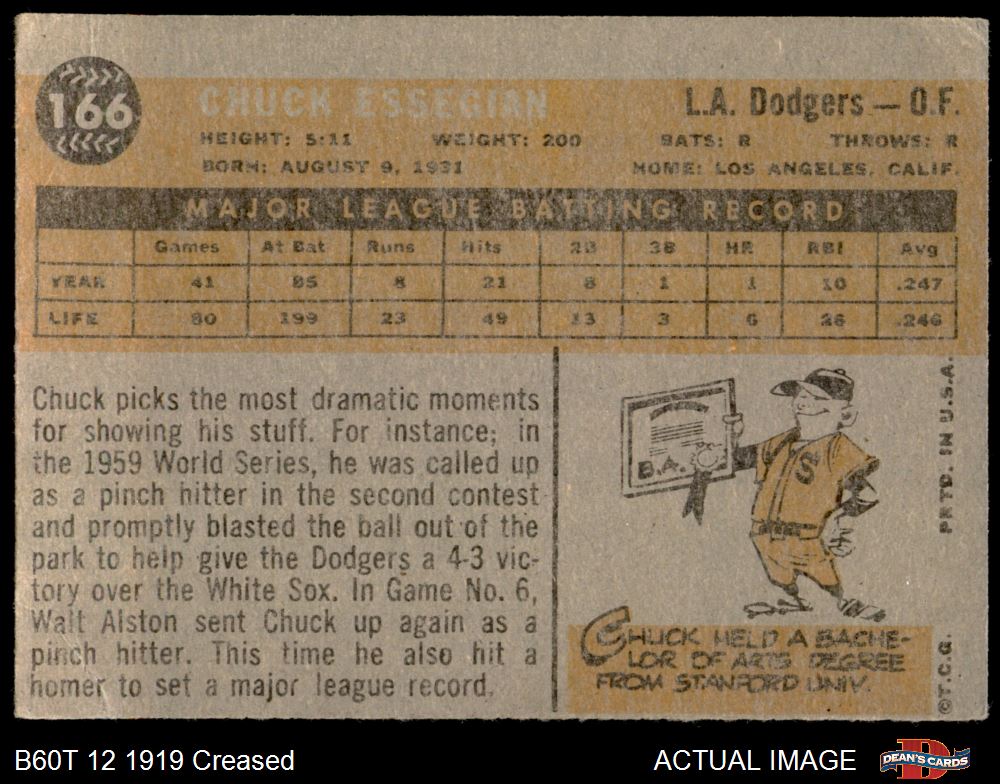 166
CHUCK ESSEGIAN
L.A. Dodgers — O.F.
HEIGHT: 5:11 WEIGHT: 200 BATS: R THROWS: R
BORN: AUGUST 9, 1931 HOME: LOS ANGELES, CALIF.
MAJOR LEAGUE BATTING RECORD
Games At Bat Runs Hits 2B 3B HR RBI Avg
YEAR 41 85 8 21 8 1 1 10 .247
LIFE 80 199 23 49 13 3 6 26 .246
Chuck picks the most dramatic moments
for showing his stuff. For instance; in
the 1959 World Series, he was called up
as a pinch hitter in the second contest
and promptly blasted the ball out of the
park to help give the Dodgers a 4-3 vic-
tory over the White Sox. In Game No. 6,
Walt Alston sent Chuck up again as a
pinch hitter. This time he also hit a
homer to set a major league record.
B.A.
S
CHUCK HELD A BACHE-
LOR OF ARTS DEGREE
FROM STANFORD UNIV.
PRTD. IN U.S.A.
©T.C.G.
B60T 12 1919 Creased
ACTUAL IMAGE
D
DEAN'S CARDS